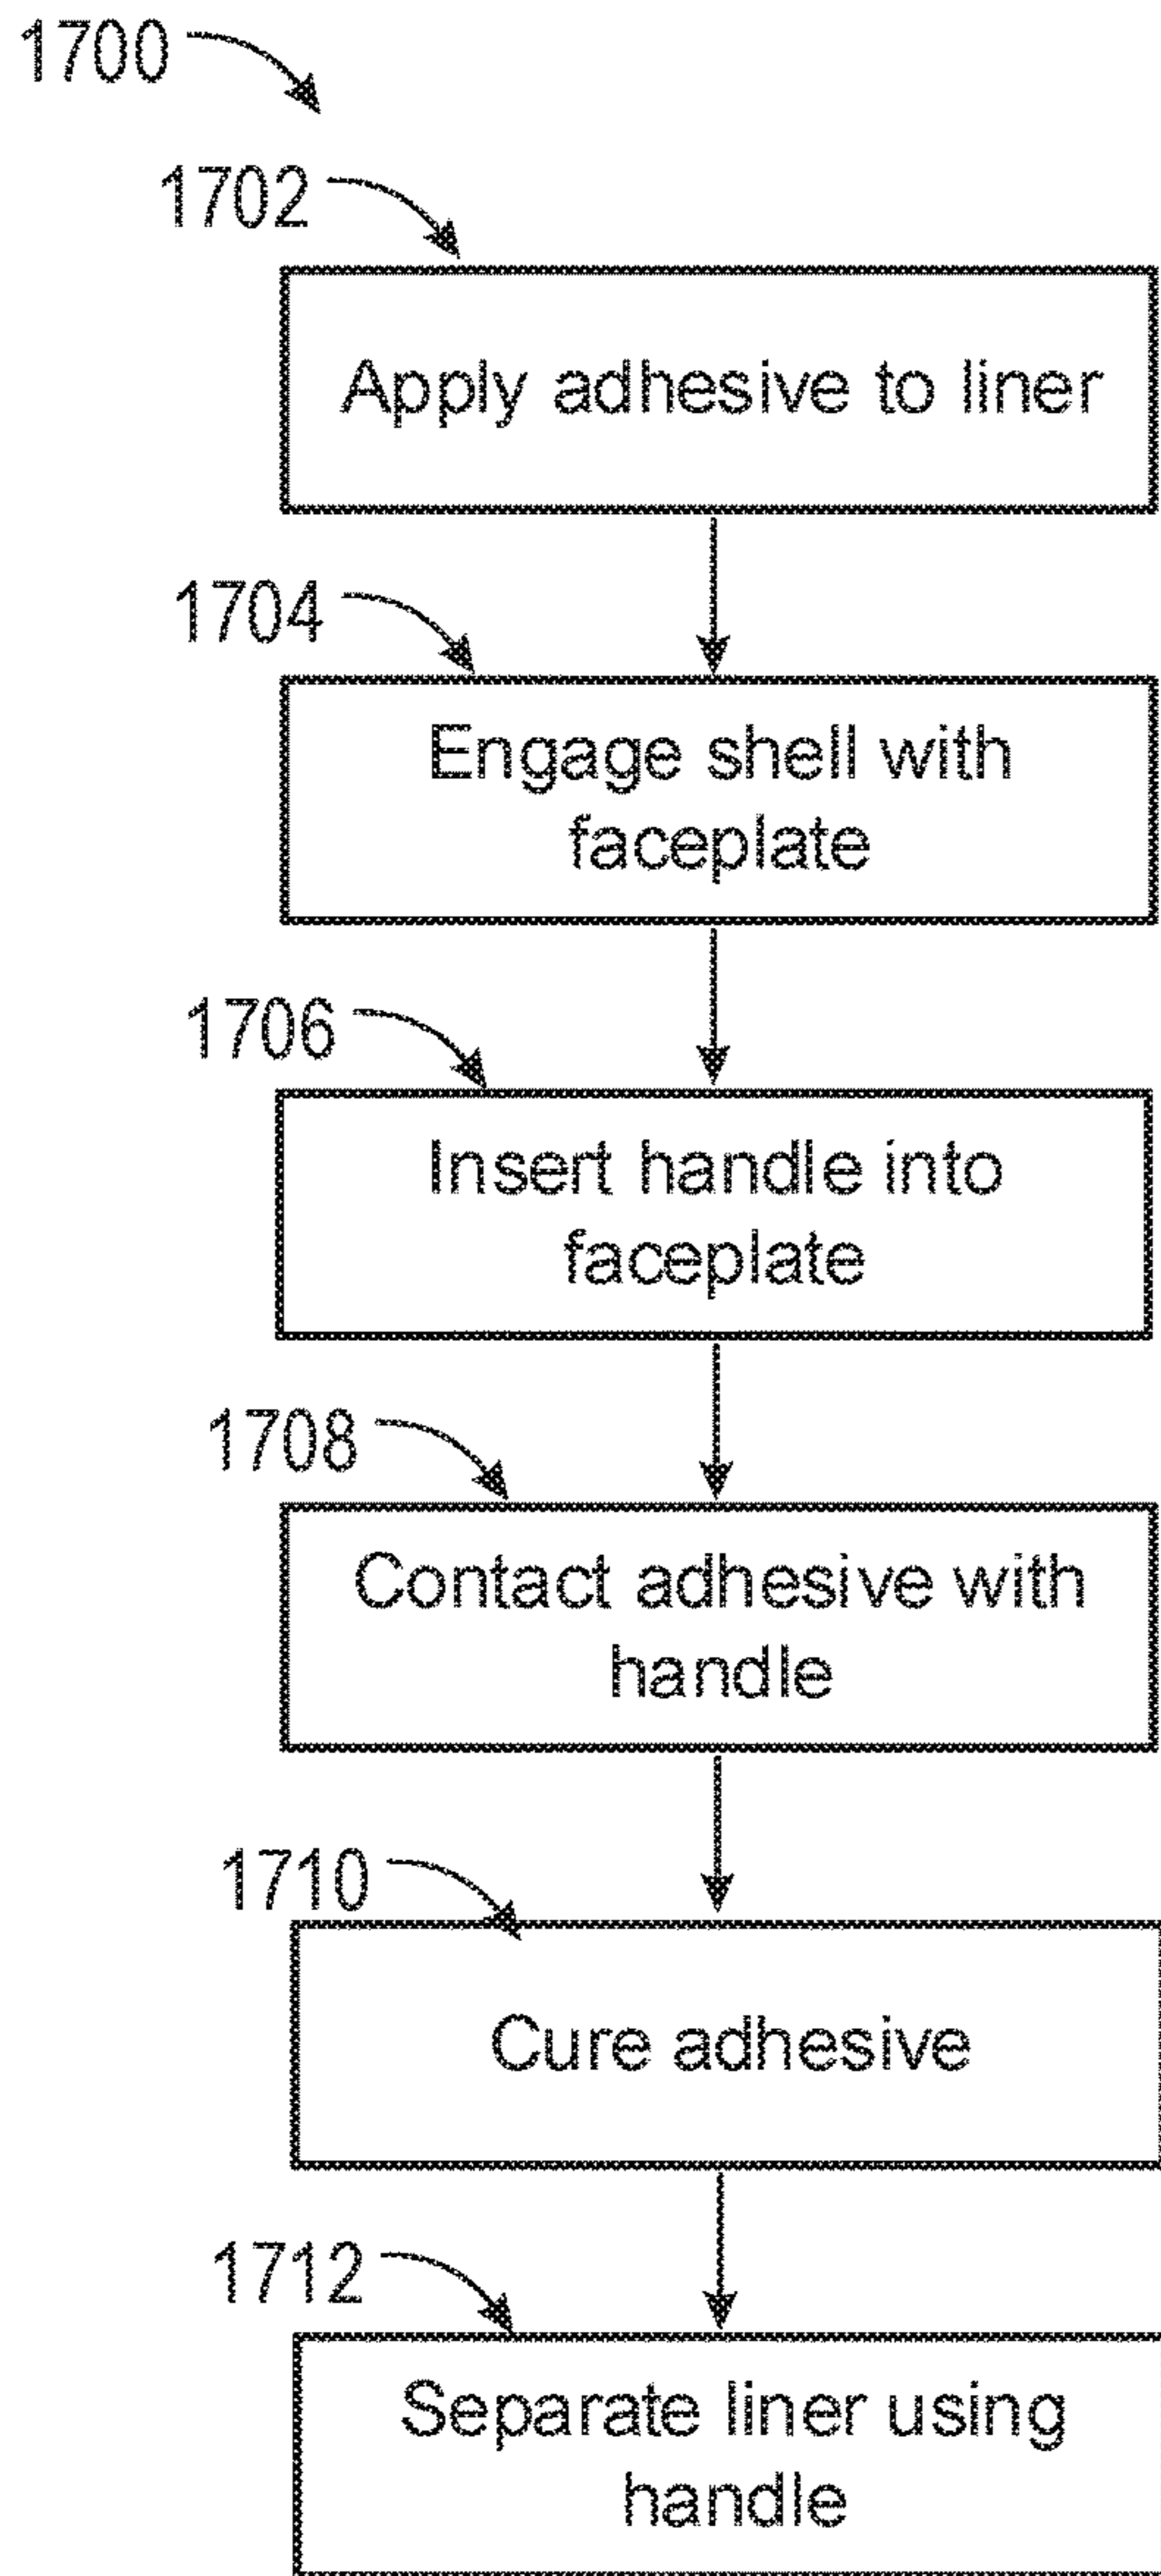 1700
1702
Apply adhesive to liner
1704
Engage shell with
faceplate
1706
Insert handle into
faceplate
1708
Contact adhesive with
handle
1710
Cure adhesive
1712
Separate liner using
handle